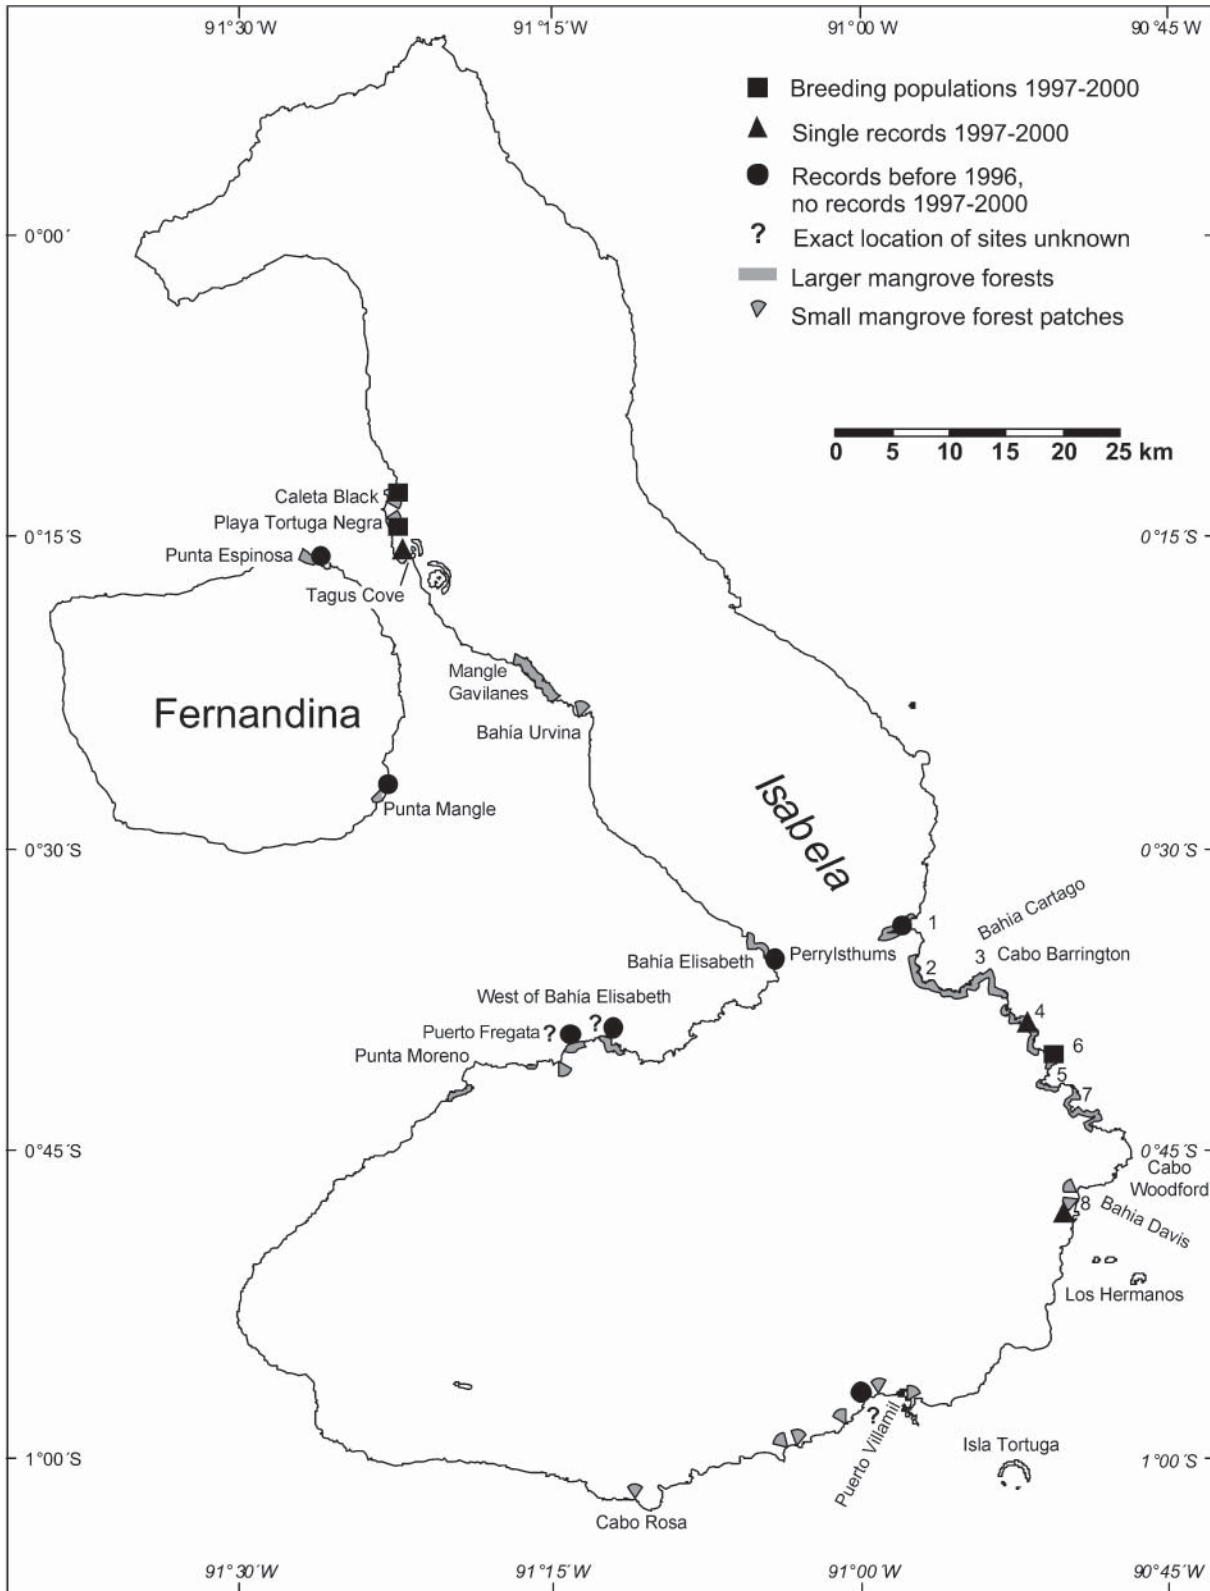 91°30´W
91°15´W
91°00´W
90°45´W
Breeding populations 1997-2000
Single records 1997-2000
Records before 1996,
no records 1997-2000
? Exact location of sites unknown
Larger mangrove forests
Small mangrove forest patches
0 5 10 15 20 25 km
0°00´
0°00´
Caleta Black
Playa Tortuga Negra
0°15´S
0°15´S
Punta Espinosa
Tagus Cove
Mangle
Gavilanes
Fernandina
Bahía Urvina
Isabela
Punta Mangle
0°30´S
0°30´S
1
Bahía Cartago
Bahía Elisabeth
Perrylsthums
2
3
Cabo Barrington
West of Bahía Elisabeth
4
Puerto Fregata ?
?
Punta Moreno
6
5
7
0°45´S
0°45´S
Cabo
Woodford
8
Bahía Davis
Los Hermanos
?
Puerto Villamil
Isla Tortuga
1°00´S
1°00´S
Cabo Rosa
91°30´W
91°15´W
91°00´W
90°45´W